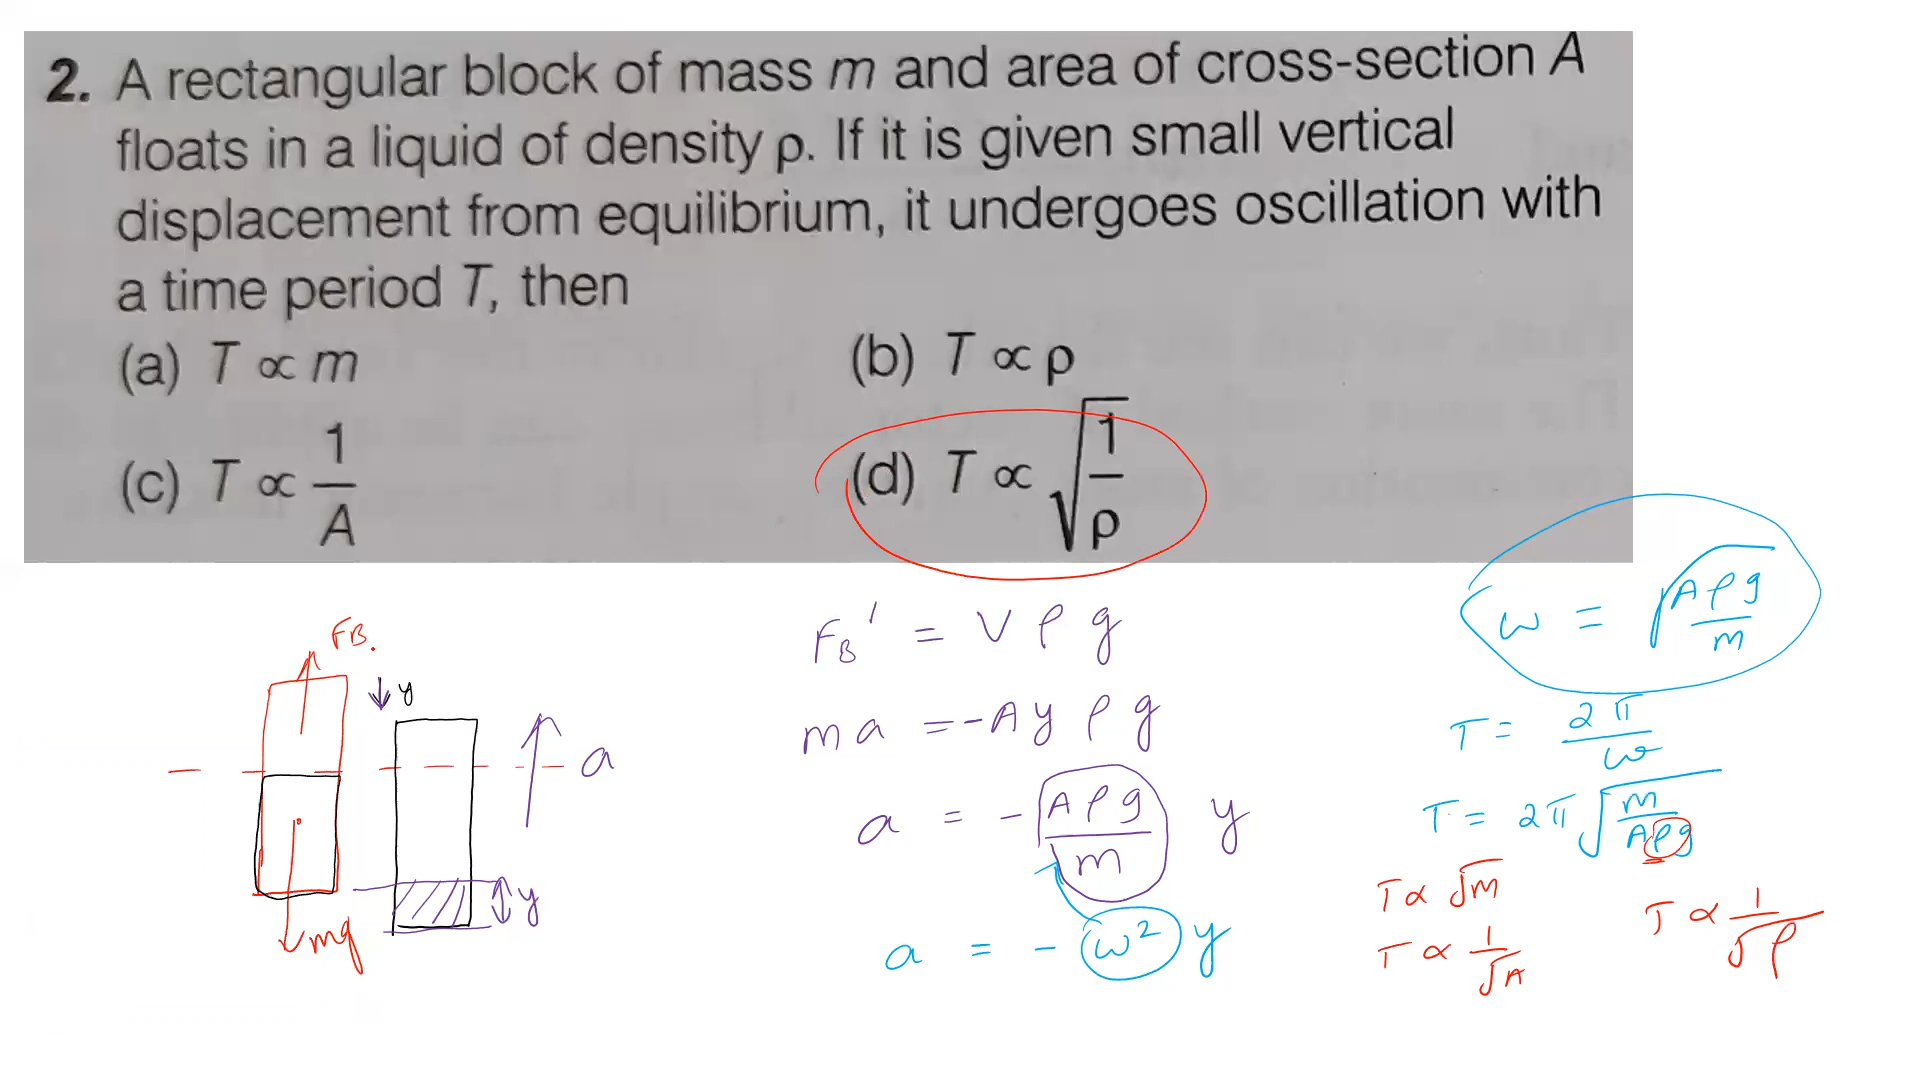 2. A rectangular block of mass m and area of cross-section A
floats in a liquid of density ρ. If it is given small vertical
displacement from equilibrium, it undergoes oscillation with
a time period T, then
(a) T ∝ m
(b) T ∝ ρ
(c) T ∝ 1/A
(d) T ∝ √(1/ρ)
FB.
y
a
y
mg
FB' = Vρg
ma = -Ayρg
a = - Aρg/m y
a = - ω² y
ω = √(Aρg/m)
T = 2π/ω
T = 2π√(m/Aρg)
T ∝ √m
T ∝ 1/√A
T ∝ 1/√ρ